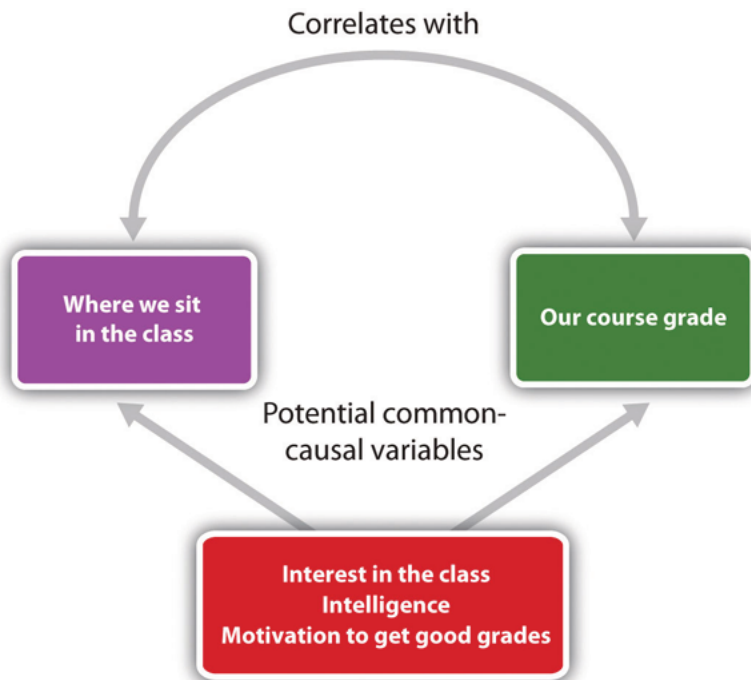 Correlates with
Where we sit
in the class
Our course grade
Potential common-
causal variables
Interest in the class
Intelligence
Motivation to get good grades